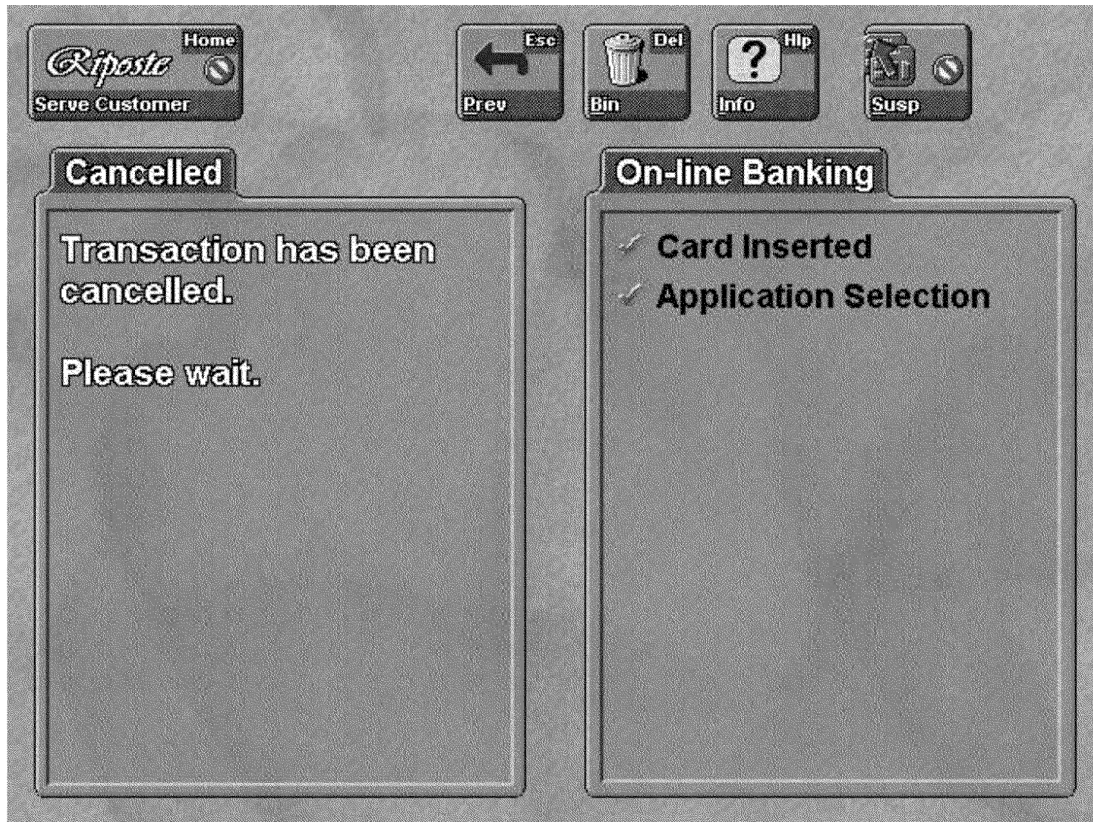 Home
Riposte
Serve Customer
Esc
Prev
Del
Bin
Hlp
?
Info
Susp
Cancelled
Transaction has been
cancelled.
Please wait.
On-line Banking
Card Inserted
Application Selection